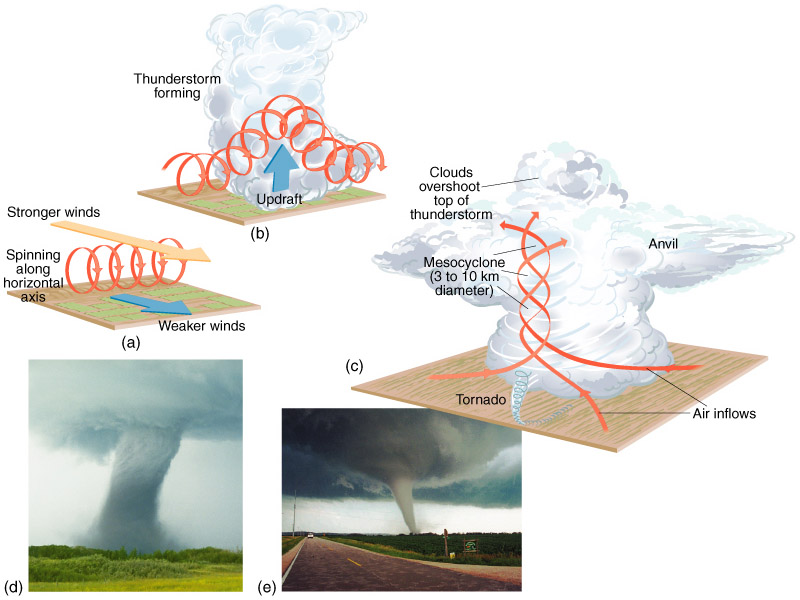 Thunderstorm
forming
Updraft
(b)
Stronger winds
Spinning
along
horizontal
axis
Weaker winds
(a)
Clouds
overshoot
top of
thunderstorm
Anvil
Mesocyclone
(3 to 10 km
diameter)
(c)
Tornado
Air inflows
(d)
(e)